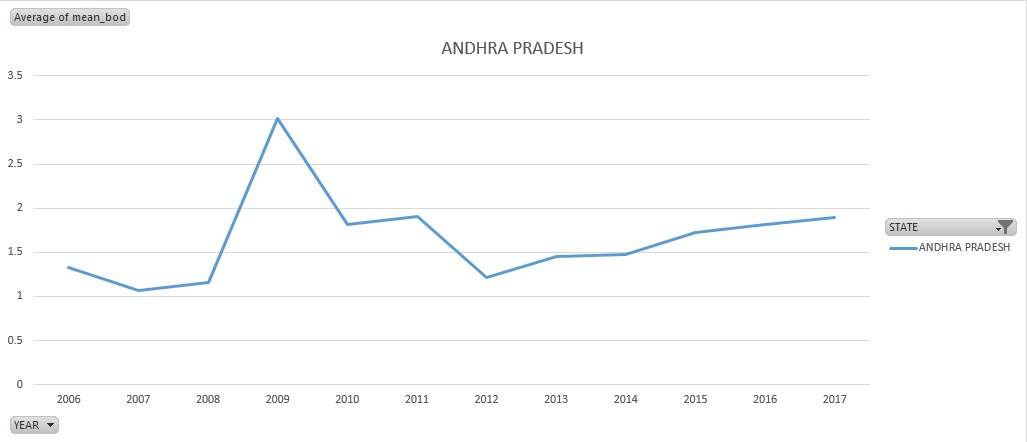 Average of mean_bod
ANDHRA PRADESH
3.5
3
2.5
2
1.5
1
0.5
0
2006 2007 2008 2009 2010 2011 2012 2013 2014 2015 2016 2017
STATE
ANDHRA PRADESH
YEAR